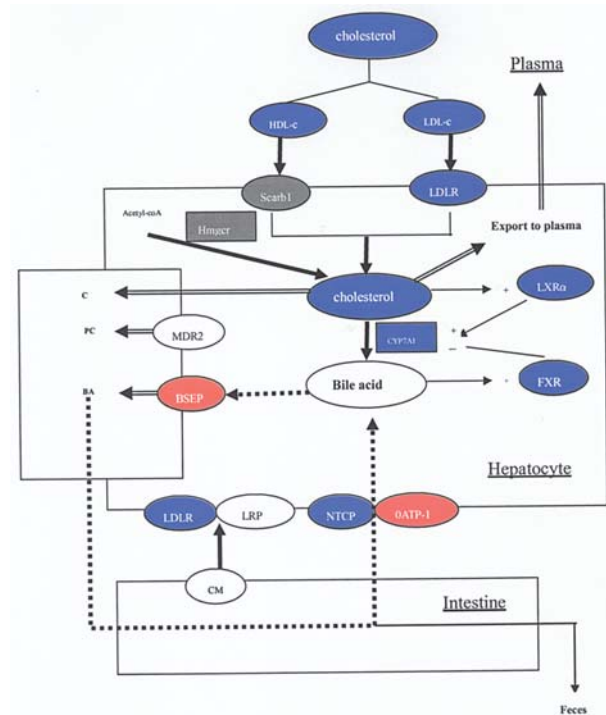 cholesterol
Plasma
HDL-c
LDL-c
Scarb1
LDLR
Acetyl-coA
Hmgcr
Export to plasma
C
cholesterol
+
LXRα
PC
MDR2
CYP7A1
+
−
BA
BSEP
Bile acid
+
FXR
Hepatocyte
LDLR
LRP
NTCP
0ATP-1
CM
Intestine
Feces